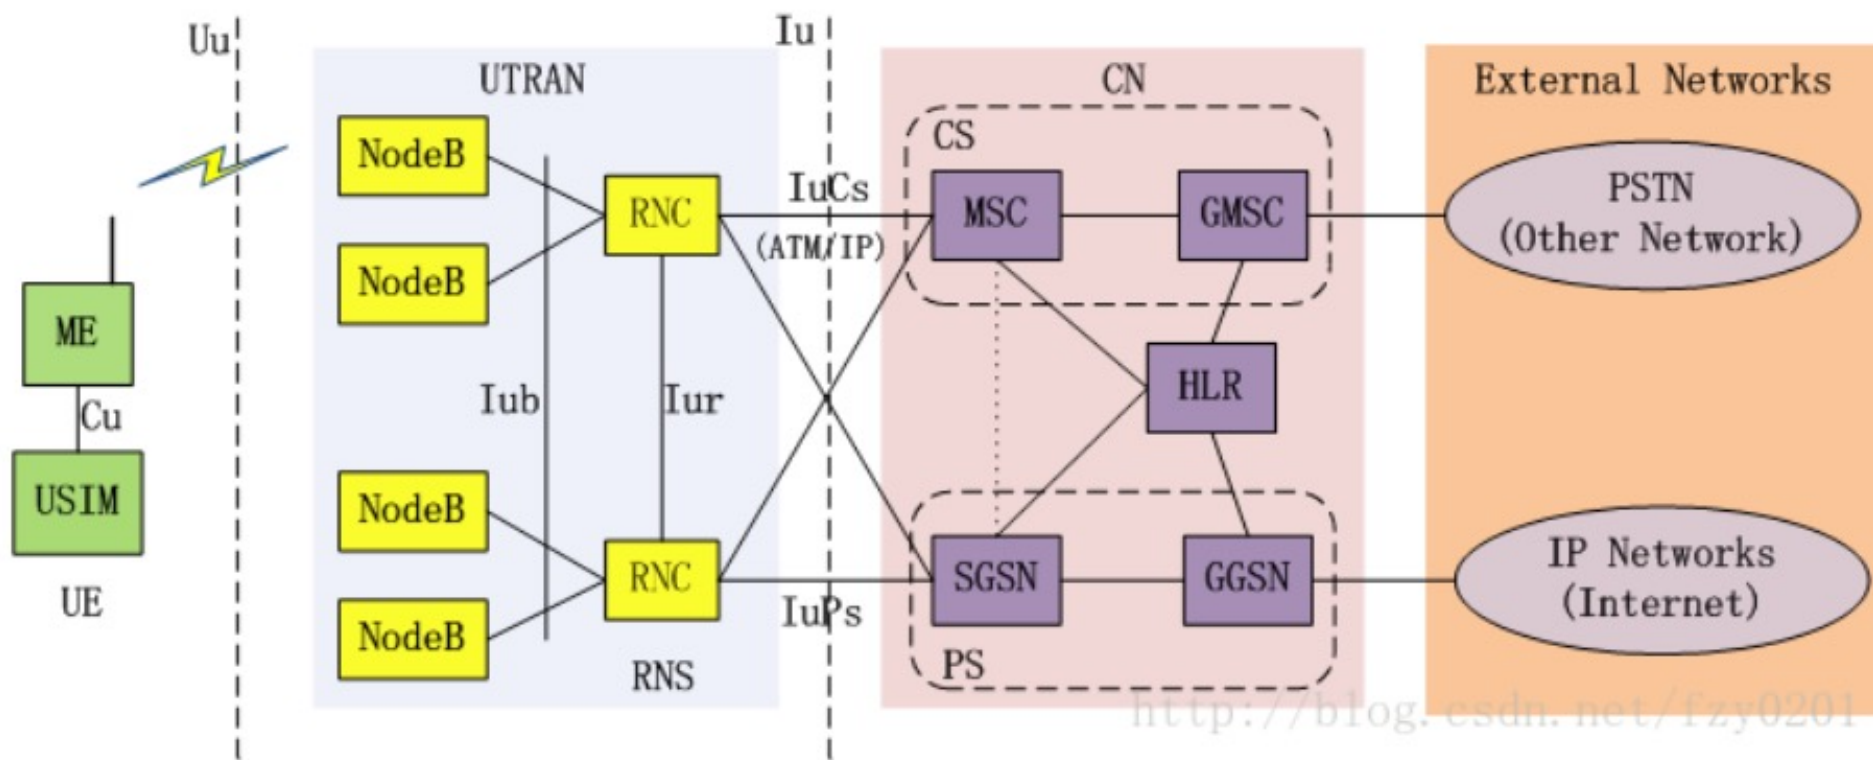 Uu
Iu
UTRAN
CN
External Networks
NodeB
CS
RNC
IuCs
MSC
GMSC
PSTN
(Other Network)
(ATM/IP)
NodeB
ME
HLR
Cu
Iub
Iur
USIM
NodeB
RNC
SGSN
GGSN
IP Networks
(Internet)
UE
IuPs
NodeB
RNS
PS
http://blog.csdn.net/fzy0201